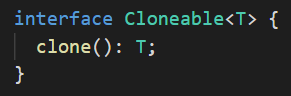 interface Cloneable<T> {
  clone(): T;
}